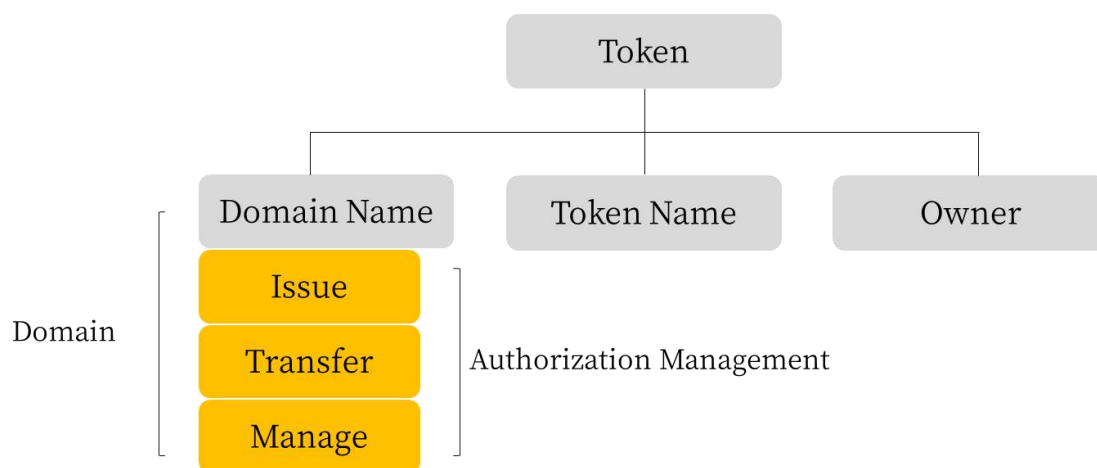 Token
Domain Name
Token Name
Owner
Issue
Domain
Transfer
Authorization Management
Manage